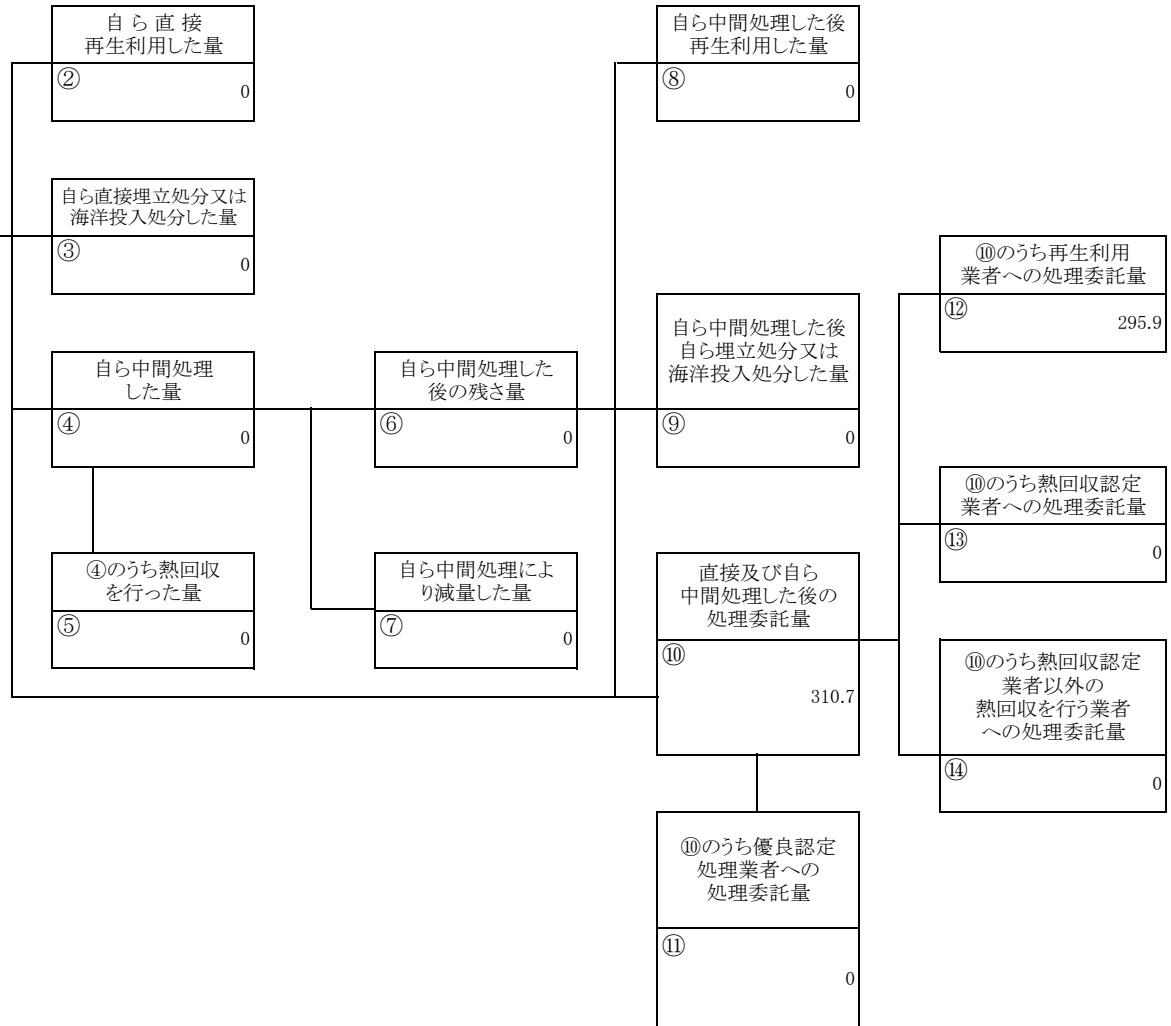 自ら直接
再生利用した量
②
0
自ら直接埋立処分又は
海洋投入処分した量
③
0
自ら中間処理
した量
④
0
④のうち熱回収
を行った量
⑤
0
自ら中間処理した
後の残さ量
⑥
0
自ら中間処理によ
り減量した量
⑦
0
自ら中間処理した後
再生利用した量
⑧
0
自ら中間処理した後
自ら埋立処分又は
海洋投入処分した量
⑨
0
直接及び自ら
中間処理した後の
処理委託量
⑩
310.7
⑩のうち優良認定
処理業者への
処理委託量
⑪
0
⑩のうち再生利用
業者への処理委託量
⑫
295.9
⑩のうち熱回収認定
業者への処理委託量
⑬
0
⑩のうち熱回収認定
業者以外の
熱回収を行う業者
への処理委託量
⑭
0